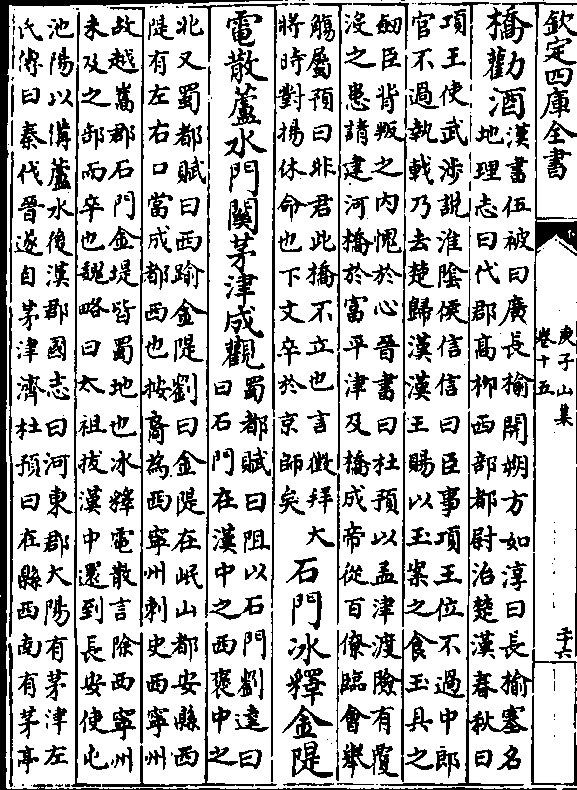 欽定四庫全書
庾子山集
卷十五
橋勸酒
漢書伍被曰廣長榆開朔方如淳曰長榆塞名
地理志曰代郡髙柳西部都尉治楚漢春秋曰
項王使武涉說淮陰侯信信曰臣事項王位不過中郎
官不過執戟乃去楚歸漢漢王賜以玉案之食玉具之
劒臣背叛之内愧於心晉書曰杜預以孟津渡險有覆
沒之患請建河橋於富平津及橋成帝從百僚臨會舉
觴屬預曰非君此橋不立也言徵拜大
將時對揚休命也下文卒於京師矣
石門冰釋金隄
電散蘆水門闗茅津成觀
蜀都賦曰阻以石門劉逵曰
曰石門在漢中之西褒中之
北又蜀都賦曰西踰金隄劉曰金隄在岷山都安縣西
隄有左右口當成都西也按裔為西寧州刺史西寧州
故越嶲郡石門金堤皆蜀地也冰釋電散言除西寧州
未及之部而卒也魏略曰太祖拔漢中還到長安使屯
池陽以備蘆水後漢郡國志曰河東郡大陽有茅津左
氏傳曰秦代晉遂自茅津濟杜預曰在縣西南有茅亭